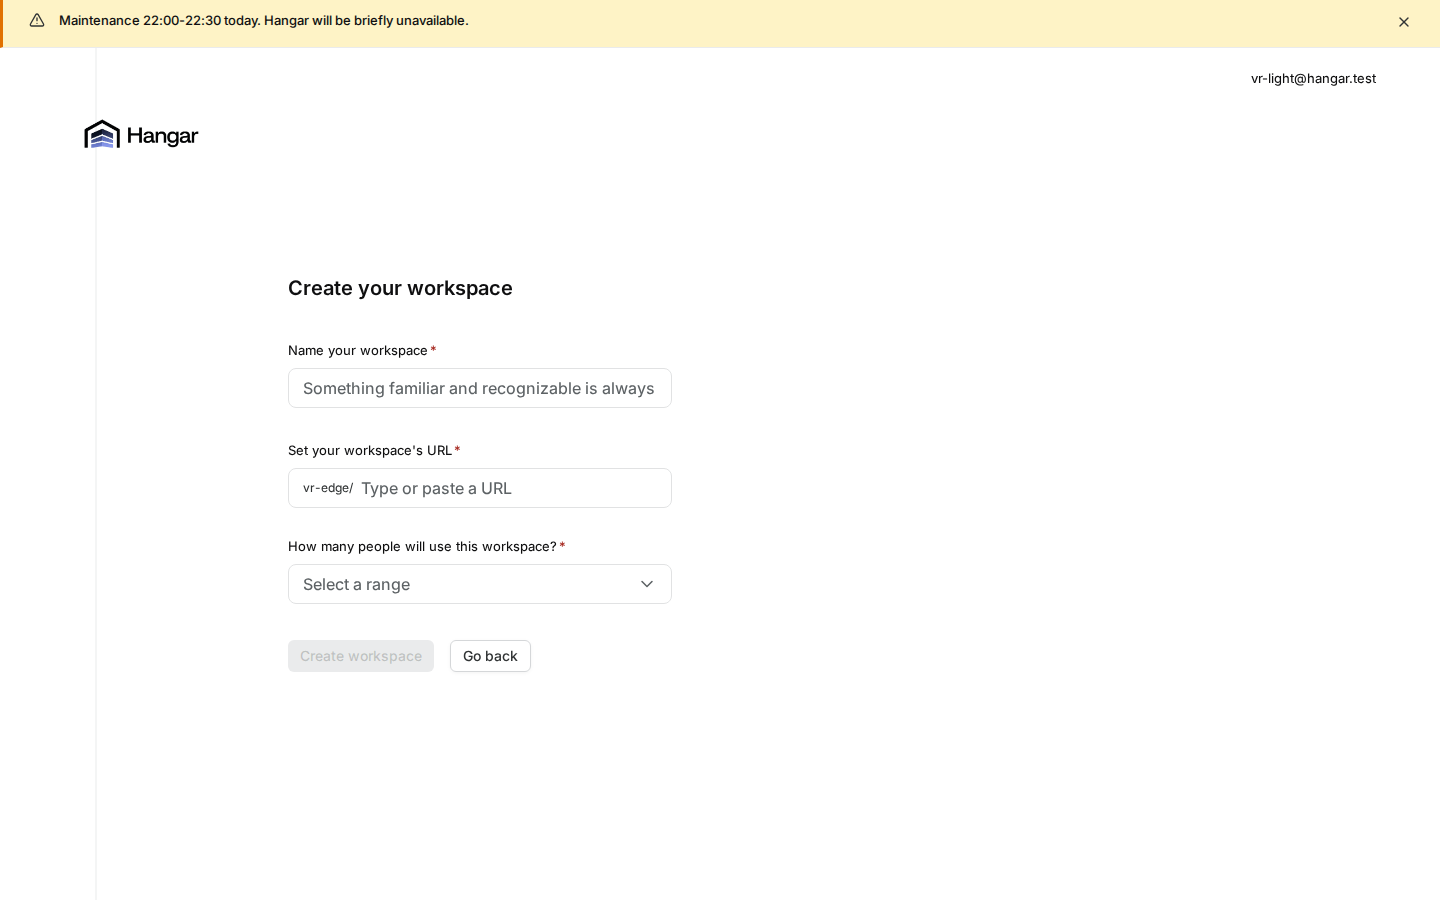 Maintenance 22:00-22:30 today. Hangar will be briefly unavailable.
vr-light@hangar.test
Hangar
Create your workspace
Name your workspace*
Something familiar and recognizable is always
Set your workspace's URL*
vr-edge/ Type or paste a URL
How many people will use this workspace?*
Select a range
Create workspace Go back